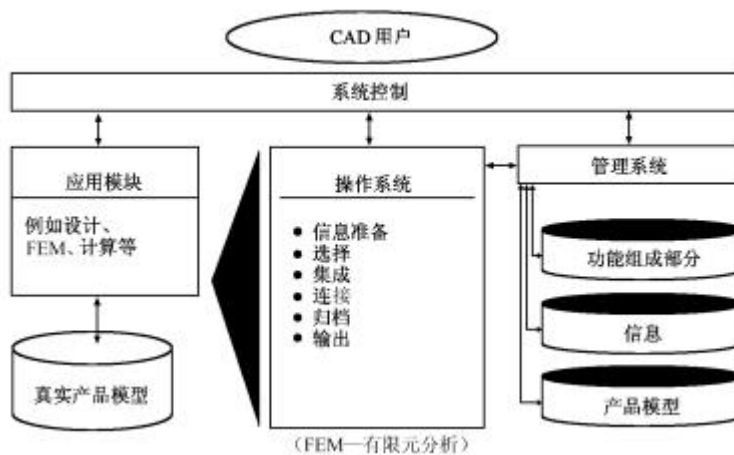 CAD 用户
系统控制
应用模块
例如设计、
FEM、计算等
真实产品模型
操作系统
● 信息准备
● 选择
● 集成
● 连接
● 归档
● 输出
管理系统
功能组成部分
信息
产品模型
（FEM—有限元分析）